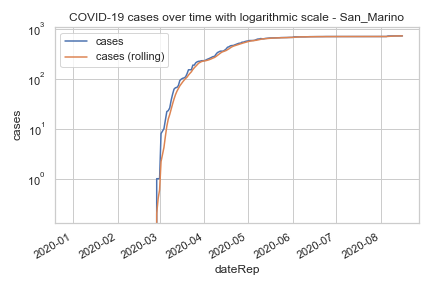 COVID-19 cases over time with logarithmic scale - San_Marino
cases
cases (rolling)
10³
10²
10¹
10⁰
cases
2020-01
2020-02
2020-03
2020-04
2020-05
2020-06
2020-07
2020-08
dateRep